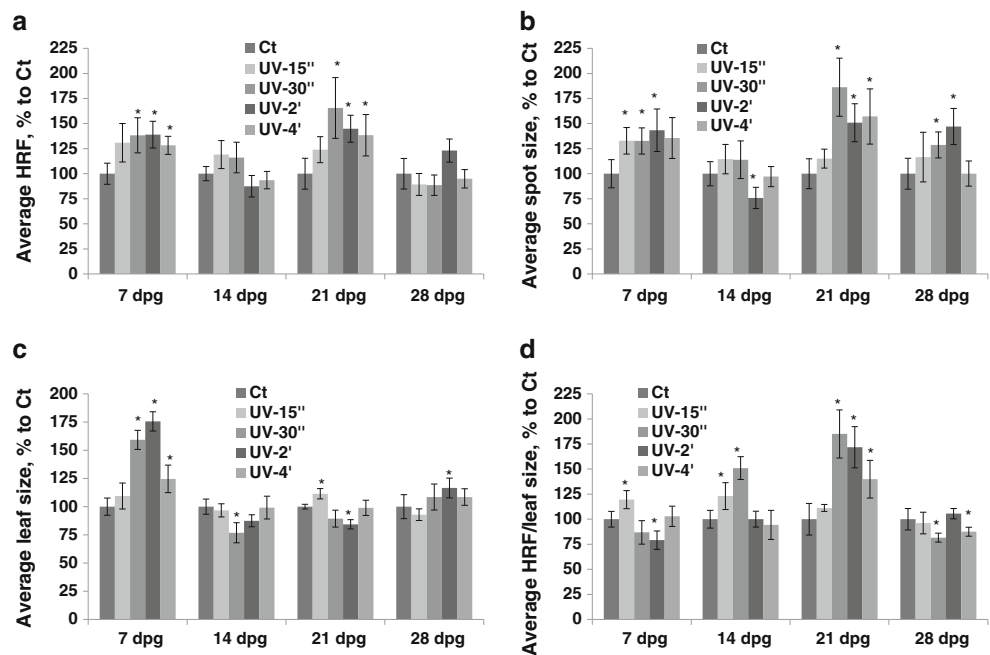 a
Average HRF, % to Ct
225
200
175
150
125
100
75
50
25
0
Ct
UV-15"
UV-30"
UV-2'
UV-4'
* * * * * *
7 dpg 14 dpg 21 dpg 28 dpg
b
Average spot size, % to Ct
225
200
175
150
125
100
75
50
25
0
Ct
UV-15"
UV-30"
UV-2'
UV-4'
* * * * * * * * *
7 dpg 14 dpg 21 dpg 28 dpg
c
Average leaf size, % to Ct
200
175
150
125
100
75
50
25
0
Ct
UV-15"
UV-30"
UV-2'
UV-4'
* * * * * * *
7 dpg 14 dpg 21 dpg 28 dpg
d
Average HRF/leaf size, % to Ct
225
200
175
150
125
100
75
50
25
0
Ct
UV-15"
UV-30"
UV-2'
UV-4'
* * * * * * * * *
7 dpg 14 dpg 21 dpg 28 dpg